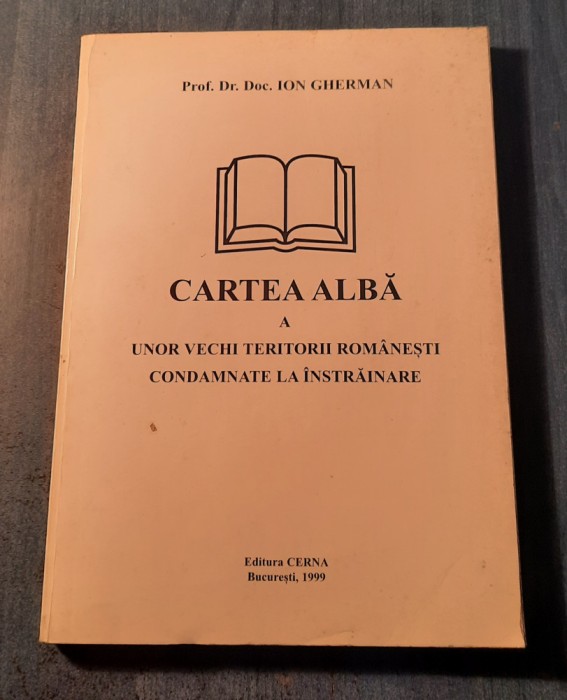 Prof. Dr. Doc. ION GHERMAN
CARTEA ALBĂ
A
UNOR VECHI TERITORII ROMÂNEȘTI
CONDAMNATE LA ÎNSTRĂINARE
Editura CERNA
București, 1999